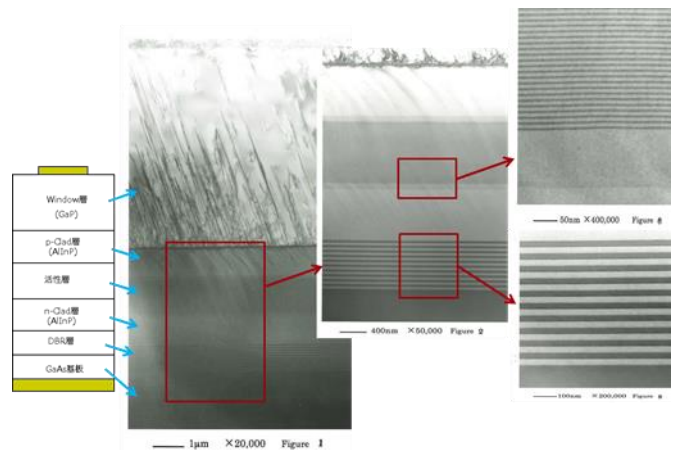 Window層
(GaP)
p-Clad層
(AlInP)
活性層
n-Clad層
(AlInP)
DBR層
GaAs基板
1μm ×20,000 Figure 1
400nm ×50,000 Figure 2
50nm ×400,000 Figure
100nm ×200,000 Figure